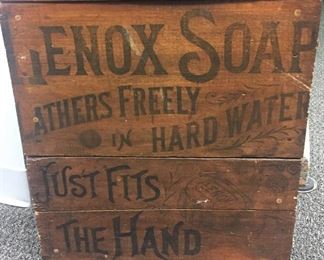 LENOX SOAP
LATHERS FREELY
IN HARD WATER
JUST FITS
THE HAND